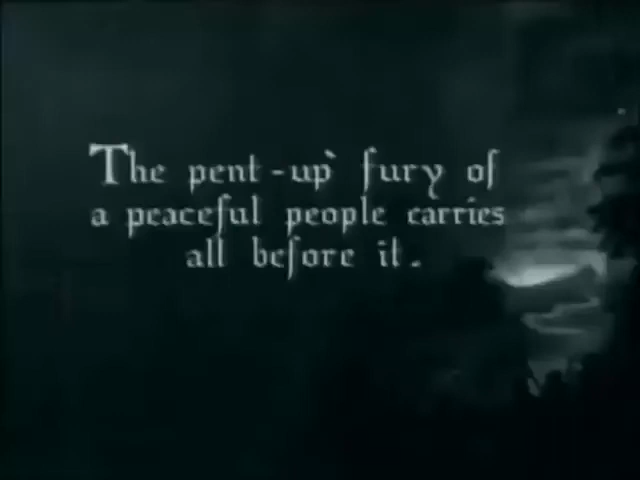 The pent-up fury of
a peaceful people carries
all before it.